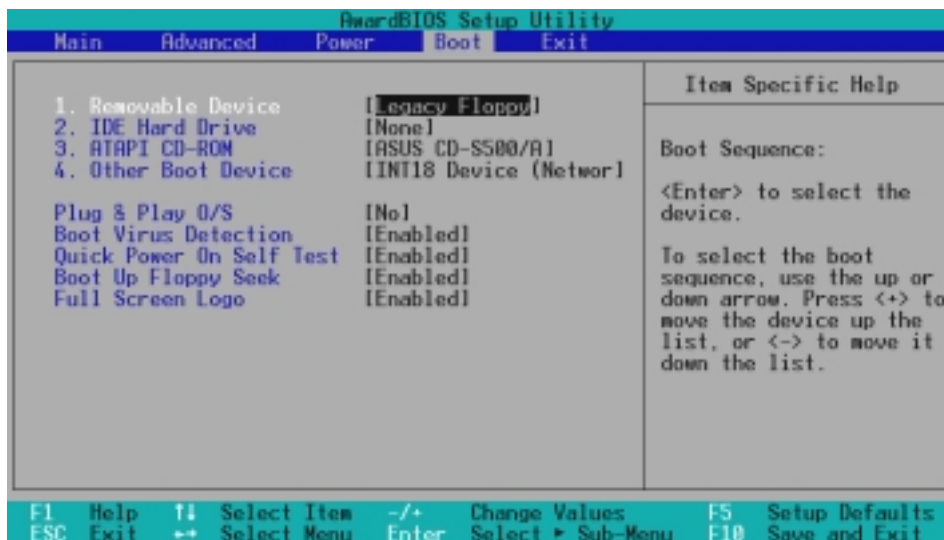 AwardBIOS Setup Utility
Main Advanced Power Boot Exit
1. Removable Device [Legacy Floppy]
2. IDE Hard Drive [None]
3. ATAPI CD-ROM [ASUS CD-S500/A]
4. Other Boot Device [INT18 Device (Networ]
Plug & Play O/S [No]
Boot Virus Detection [Enabled]
Quick Power On Self Test [Enabled]
Boot Up Floppy Seek [Enabled]
Full Screen Logo [Enabled]
Item Specific Help
Boot Sequence:
<Enter> to select the
device.
To select the boot
sequence, use the up or
down arrow. Press <+> to
move the device up the
list, or <-> to move it
down the list.
F1 Help ↑↓ Select Item -/+ Change Values F5 Setup Defaults
ESC Exit ←→ Select Menu Enter Select ► Sub-Menu F10 Save and Exit